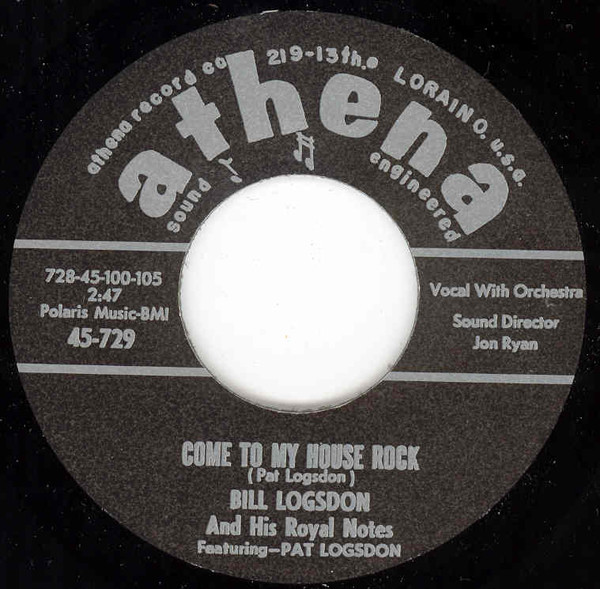 athena record co 219-13th.e LORAIN O. u.s.a.
athena
sound engineered
728-45-100-105
2:47
Polaris Music-BMI
45-729
Vocal With Orchestra
Sound Director
Jon Ryan
COME TO MY HOUSE ROCK
(Pat Logsdon)
BILL LOGSDON
And His Royal Notes
Featuring—PAT LOGSDON